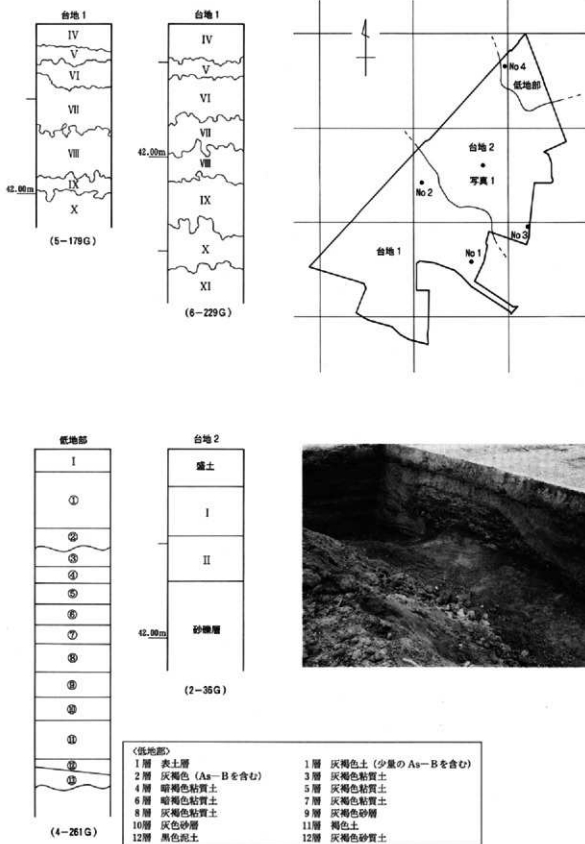 台地1
IV
V
VI
VII
VIII
IX
42.00m
X
(5-179G)
台地1
IV
V
VI
VII
42.00m
VIII
IX
X
XI
(6-229G)
No4
低地部
台地2
写真1
No2
No3
台地1
No1
低地部
I
①
②
③
④
⑤
⑥
⑦
⑧
⑨
⑩
⑪
⑫
⑬
(4-261G)
台地2
盛土
I
II
砂礫層
42.00m
(2-36G)
〈低地部〉
I層 表土層
1層 灰褐色土(少量のAs-Bを含む)
2層 灰褐色(As-Bを含む)
3層 灰褐色粘質土
4層 暗褐色粘質土
5層 灰褐色粘質土
6層 暗褐色粘質土
7層 灰褐色粘質土
8層 灰褐色粘質土
9層 灰褐色砂層
10層 灰色砂層
11層 褐色土
12層 黒色泥土
12層 灰褐色砂質土